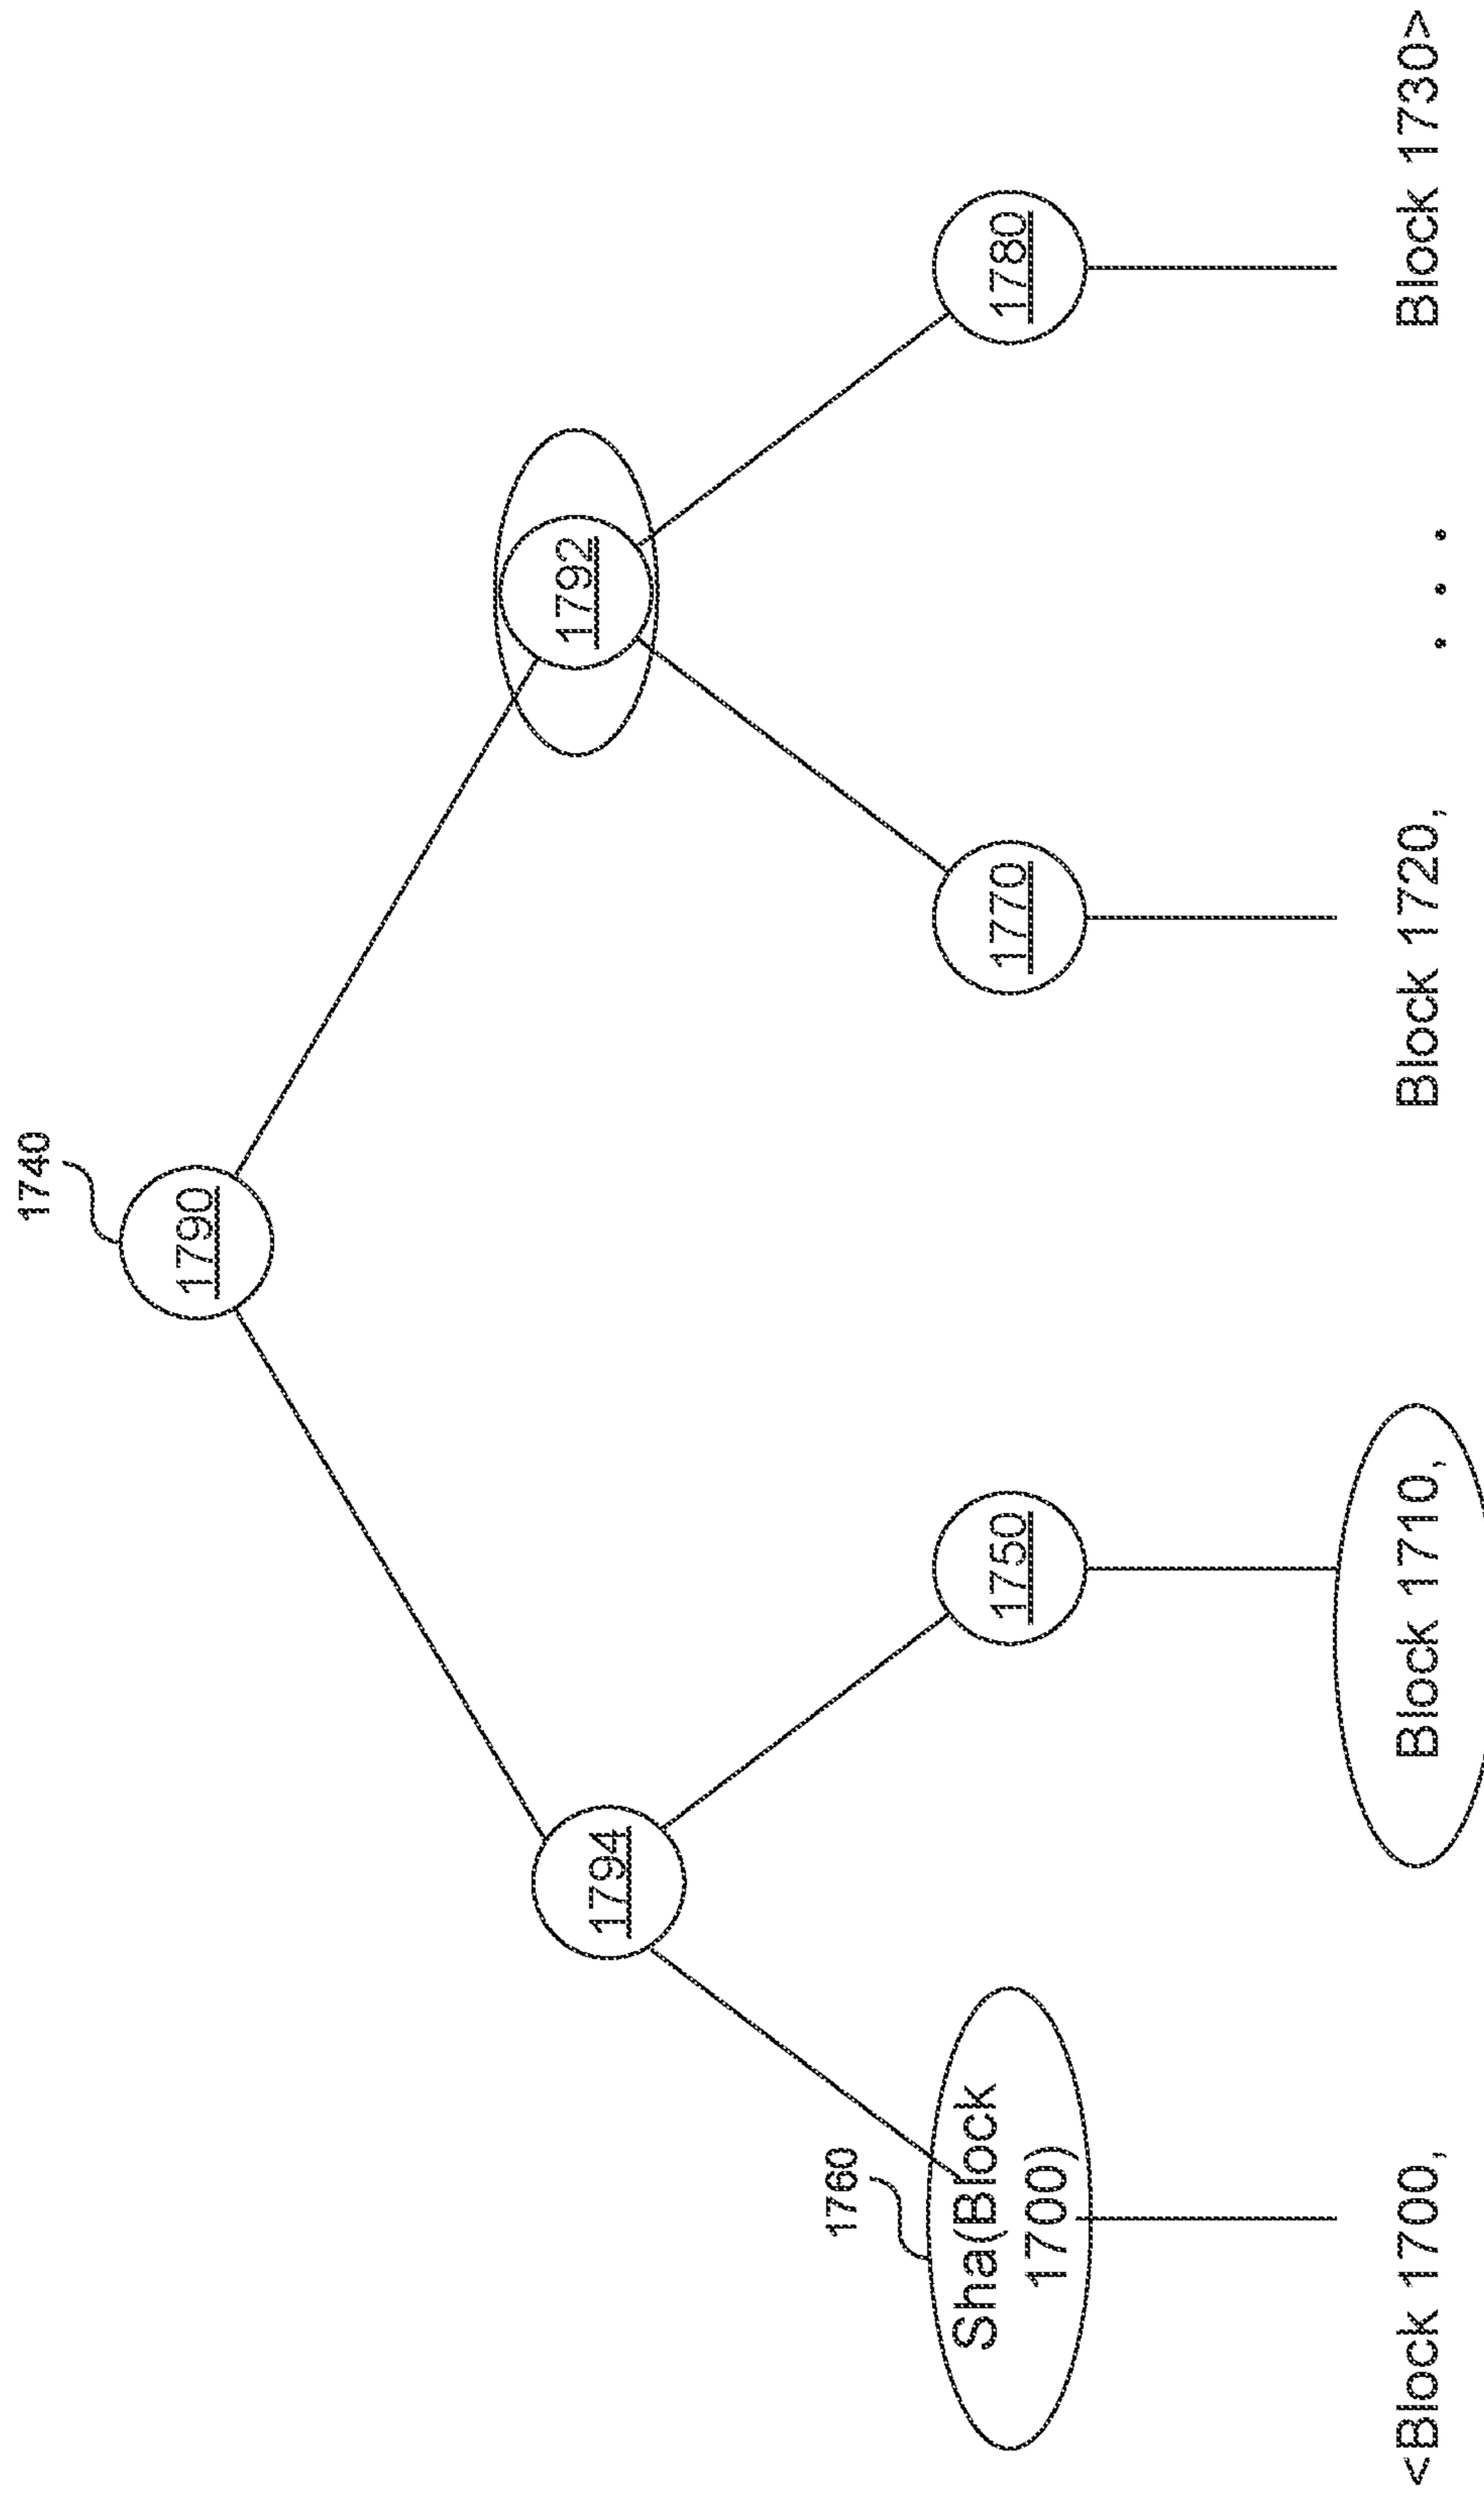 1740
1790
1792
1794
1760
Sha(Block
1700)
1750
1770
1780
<Block 1700,
Block 1710,
Block 1720,
. . .
Block 1730>